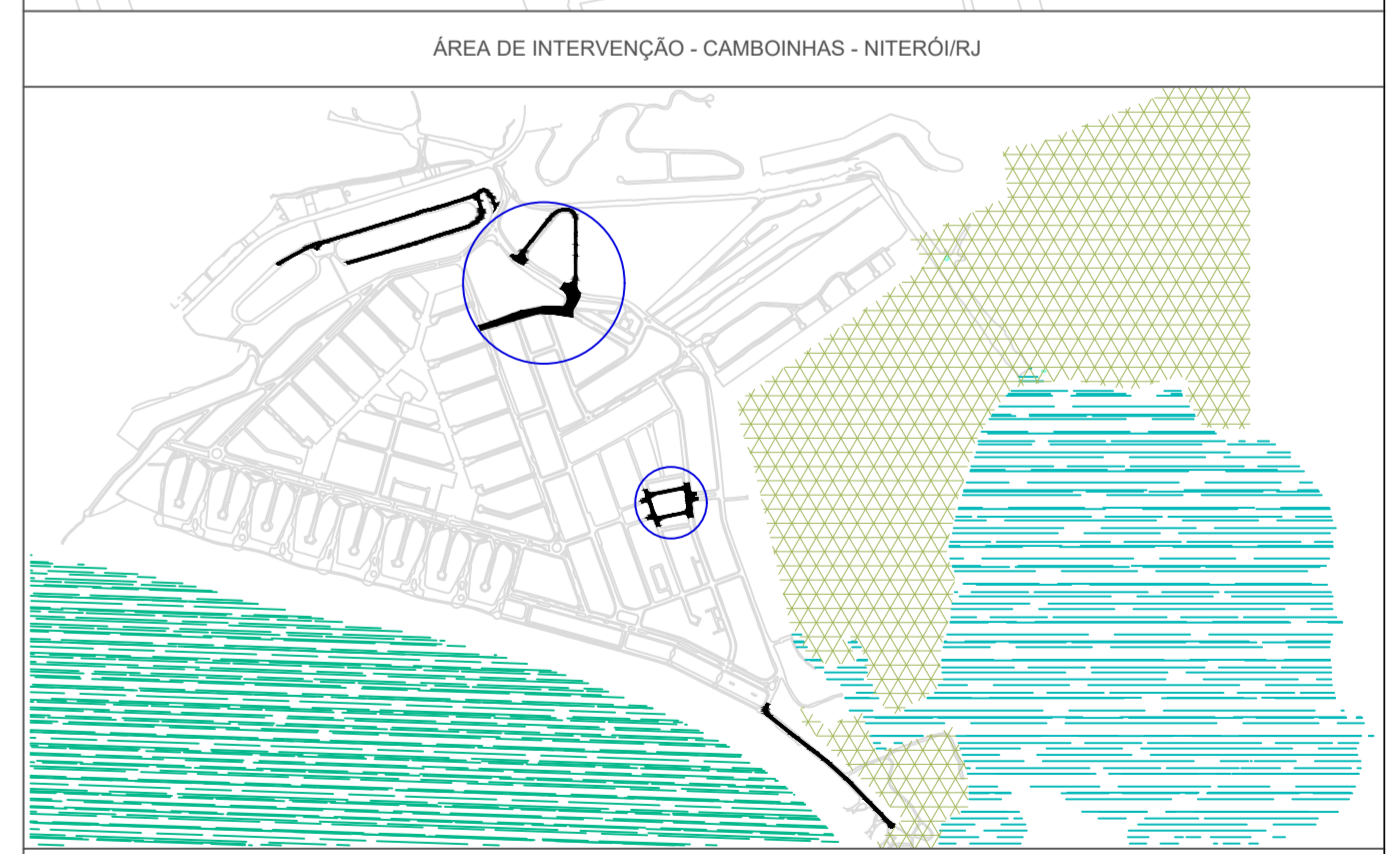 ÁREA DE INTERVENÇÃO - CAMBOINHAS - NITERÓI/RJ